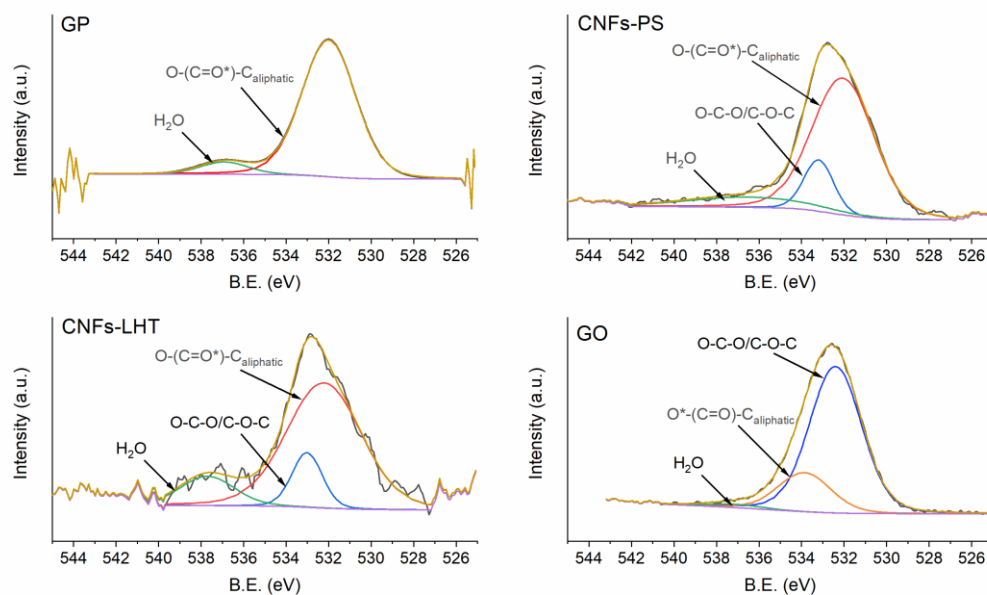 GP
Intensity (a.u.)
O-(C=O*)-Caliphatic
H2O
544 542 540 538 536 534 532 530 528 526
B.E. (eV)
CNFs-PS
Intensity (a.u.)
O-(C=O*)-Caliphatic
O-C-O/C-O-C
H2O
544 542 540 538 536 534 532 530 528 526
B.E. (eV)
CNFs-LHT
Intensity (a.u.)
O-(C=O*)-Caliphatic
O-C-O/C-O-C
H2O
544 542 540 538 536 534 532 530 528 526
B.E. (eV)
GO
Intensity (a.u.)
O-C-O/C-O-C
O*-(C=O)-Caliphatic
H2O
544 542 540 538 536 534 532 530 528 526
B.E. (eV)